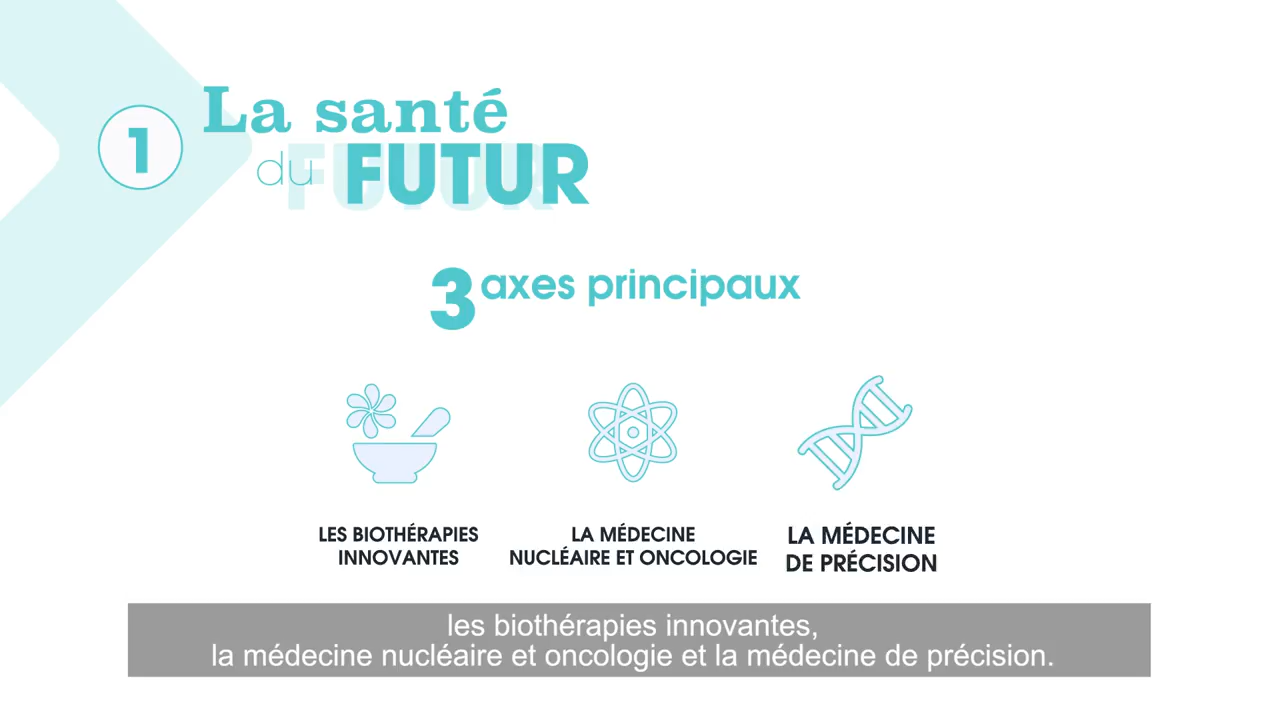 1
La santé
du FUTUR
3 axes principaux
LES BIOTHÉRAPIES
INNOVANTES
LA MÉDECINE
NUCLÉAIRE ET ONCOLOGIE
LA MÉDECINE
DE PRÉCISION
les biothérapies innovantes,
la médecine nucléaire et oncologie et la médecine de précision.